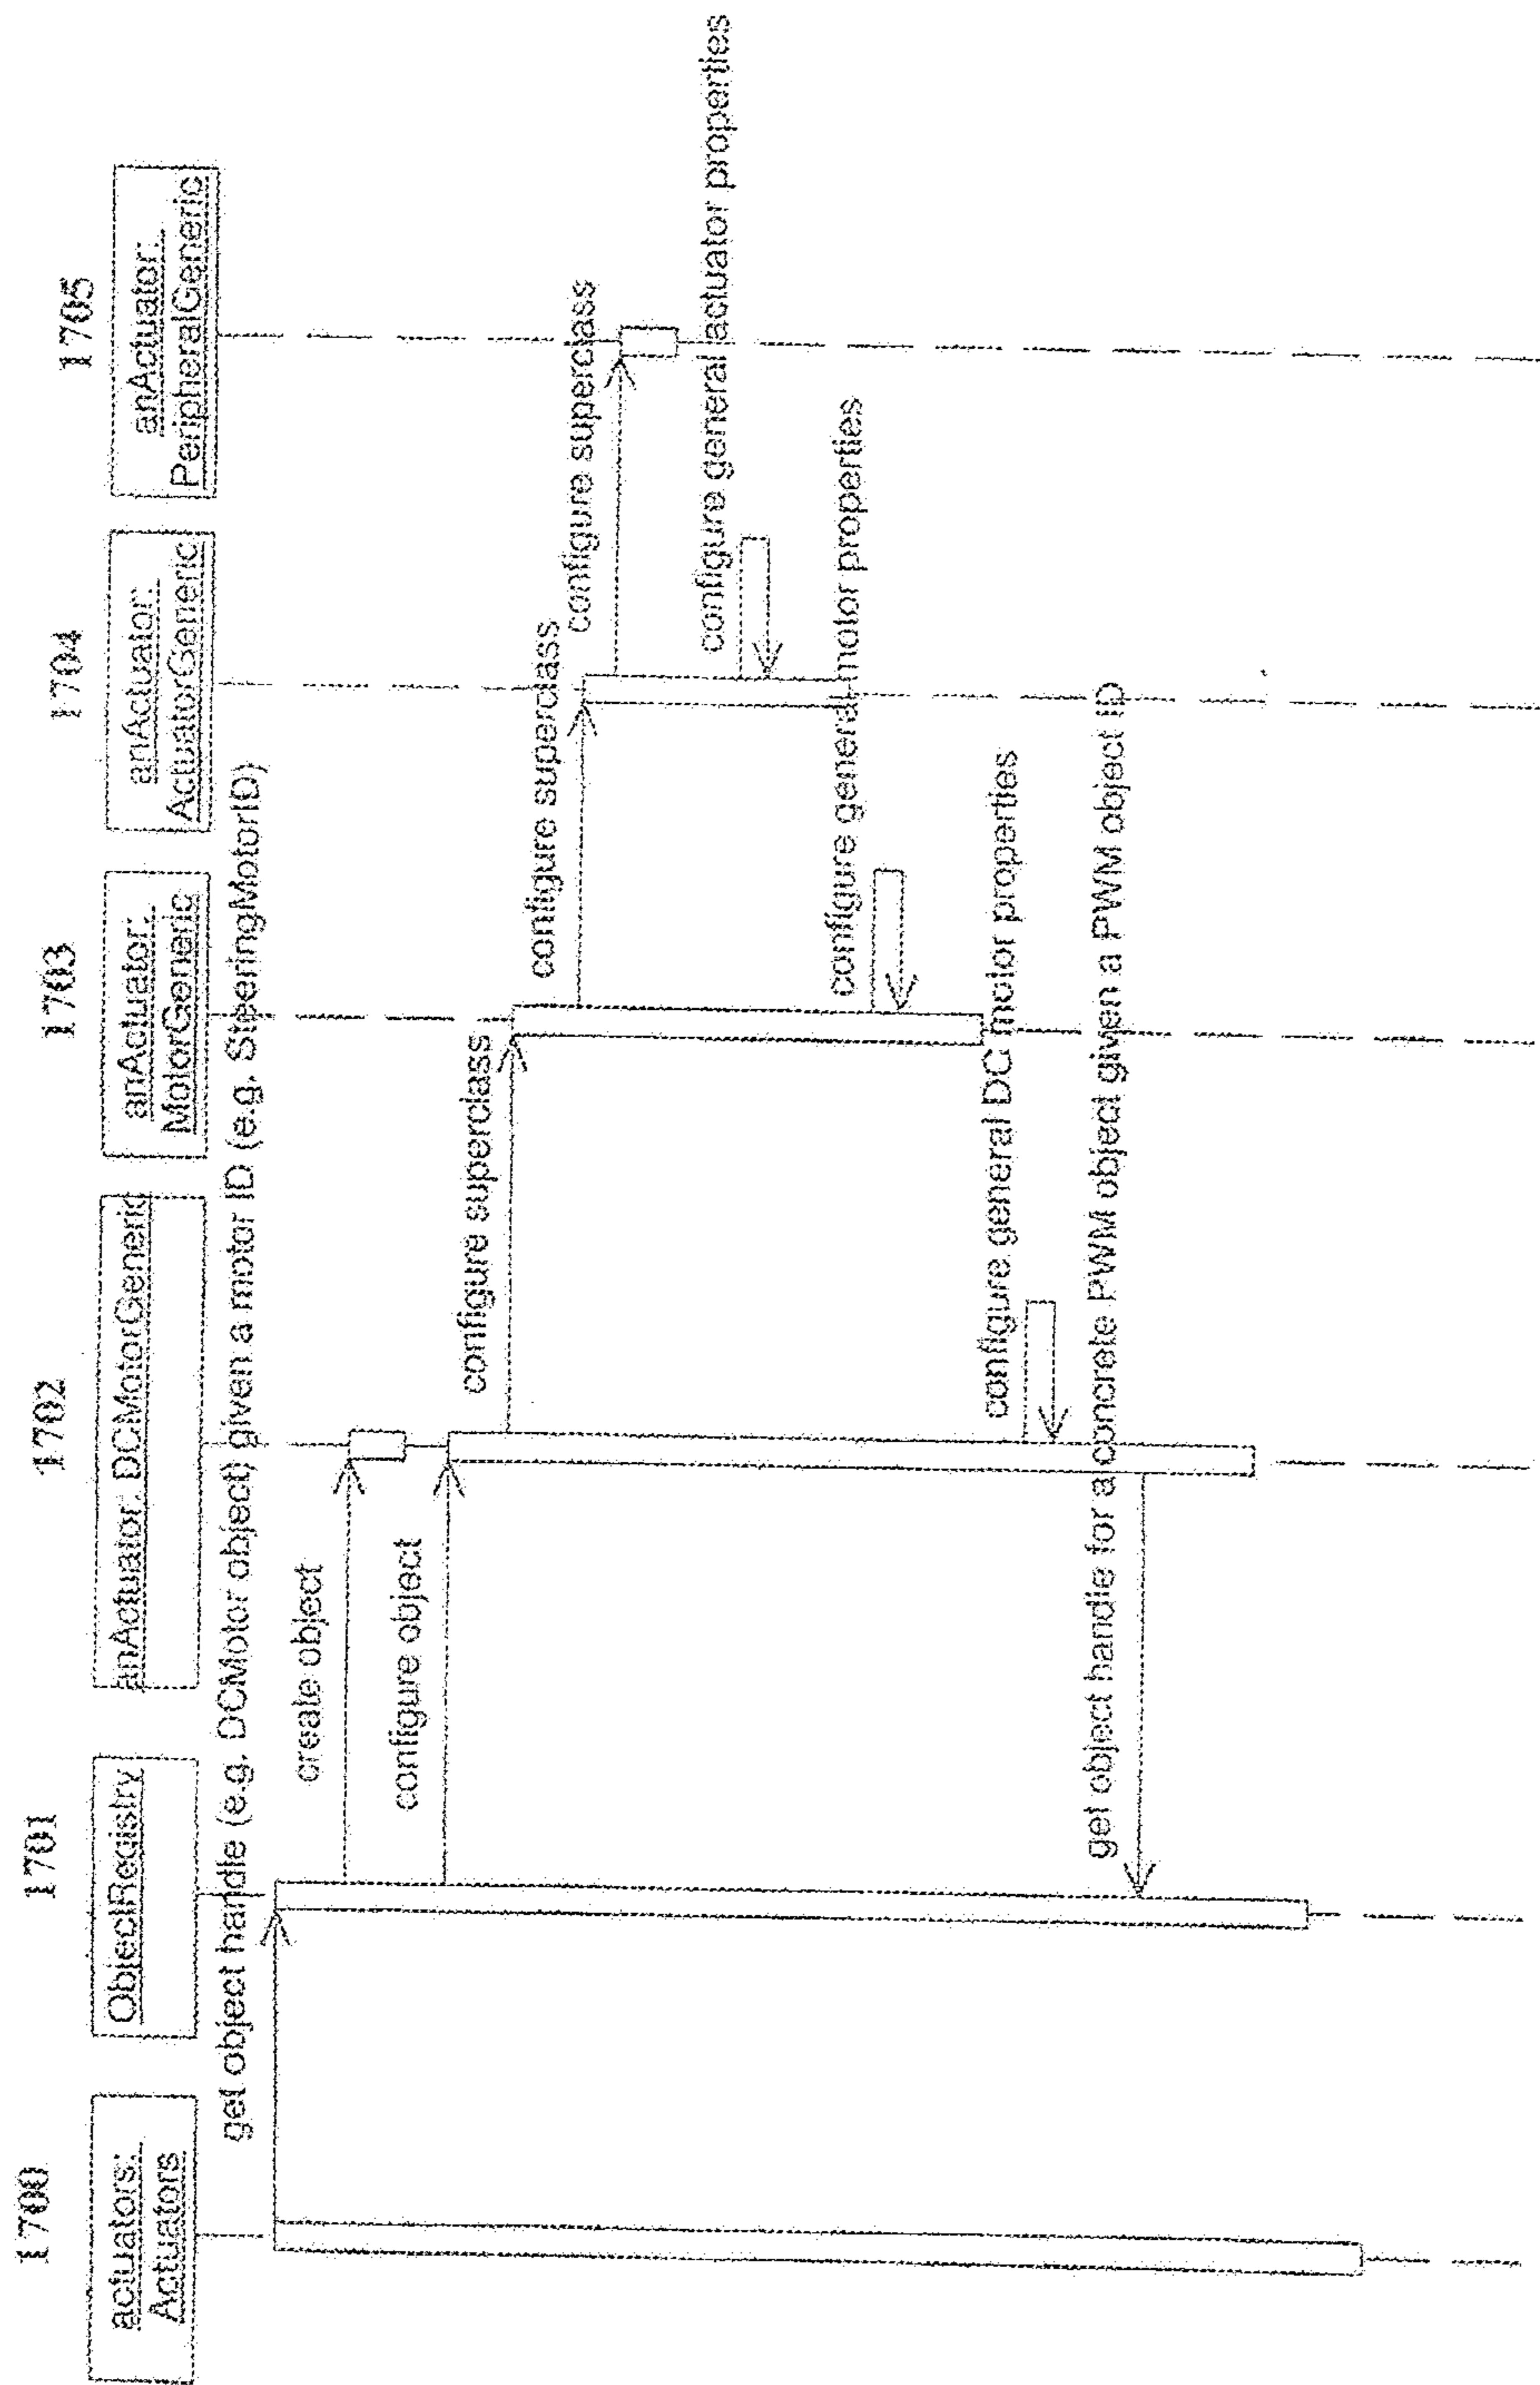 1700
1701
1702
1703
1704
1705
actuators:
Actuators
ObjectRegistry
anActuator: DCMotorGeneric
anActuator:
MotorGeneric
anActuator:
ActuatorGeneric
anActuator:
PeripheralGeneric
get object handle (e.g. DCMotor object) given a motor ID (e.g. SteeringMotorID)
create object
configure object
configure superclass
configure superclass
configure superclass
configure general actuator properties
configure general motor properties
configure general DC motor properties
get object handle for a concrete PWM object given a PWM object ID